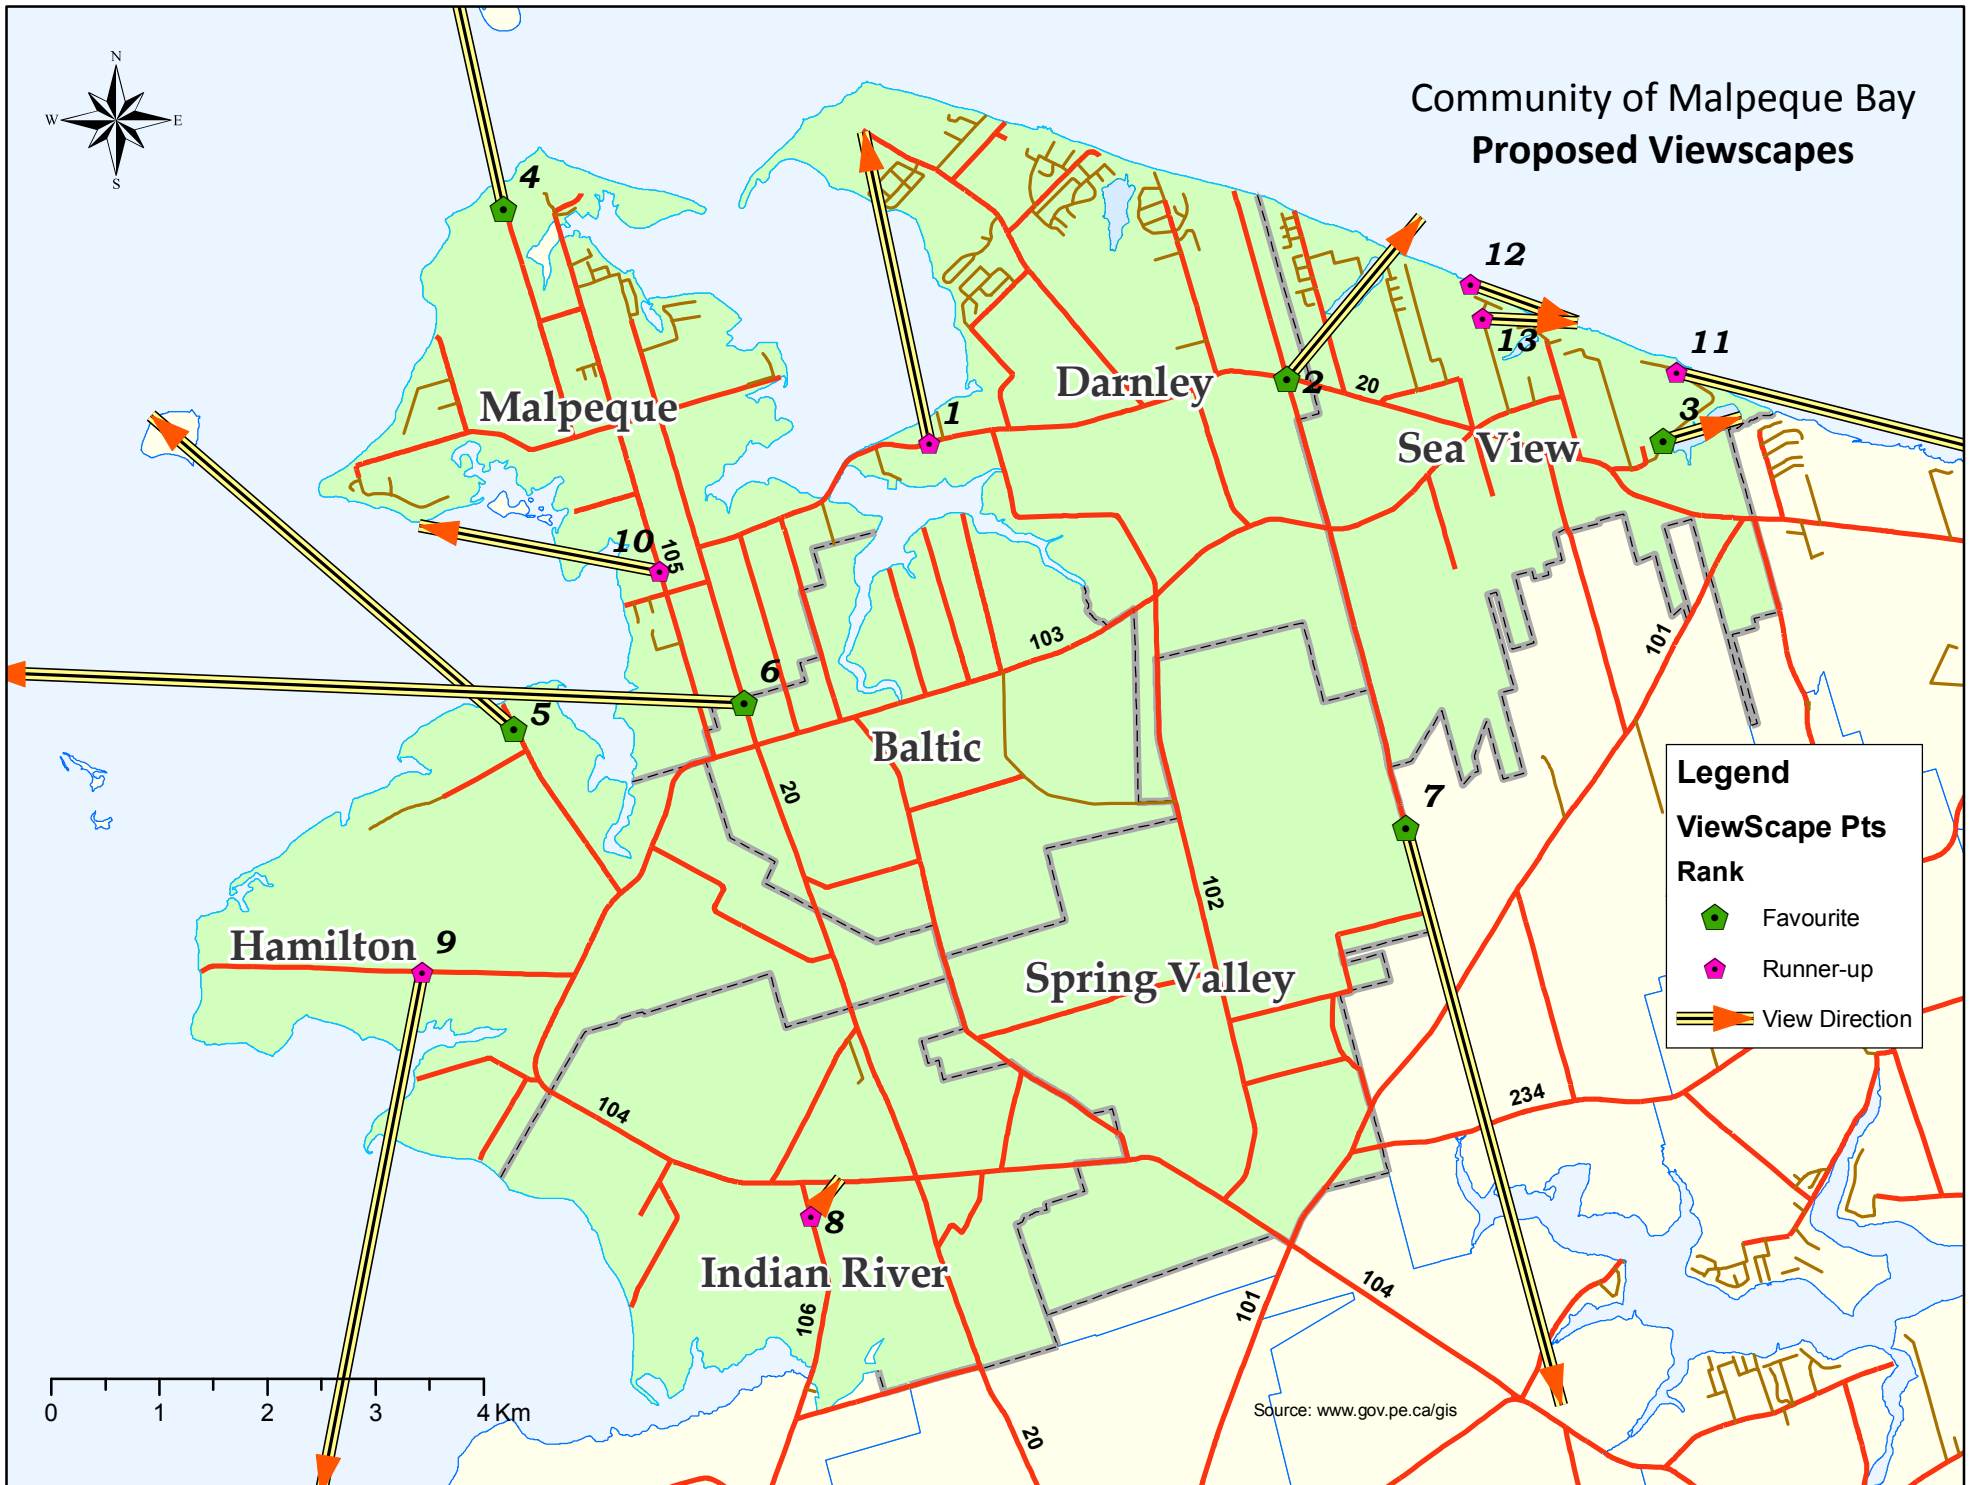 Community of Malpeque Bay
Proposed Viewscapes
N
W
E
S
4
12
13
11
2
20
3
1
Darnley
Malpeque
Sea View
10
105
103
101
6
5
Baltic
20
7
102
Hamilton
9
Spring Valley
104
234
8
Indian River
106
101
104
20
Legend
ViewScape Pts
Rank
Favourite
Runner-up
View Direction
0
1
2
3
4 Km
Source: www.gov.pe.ca/gis